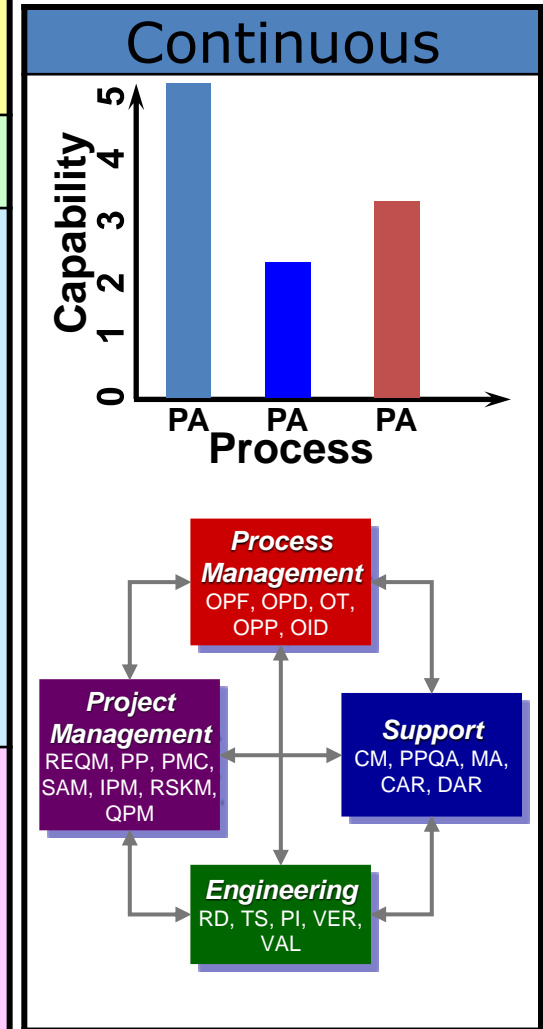 Continuous
Capability
5
4
3
2
1
0
PA PA PA
Process
Process
Management
OPF, OPD, OT,
OPP, OID
Project
Management
REQM, PP, PMC,
SAM, IPM, RSKM,
QPM
Support
CM, PPQA, MA,
CAR, DAR
Engineering
RD, TS, PI, VER,
VAL